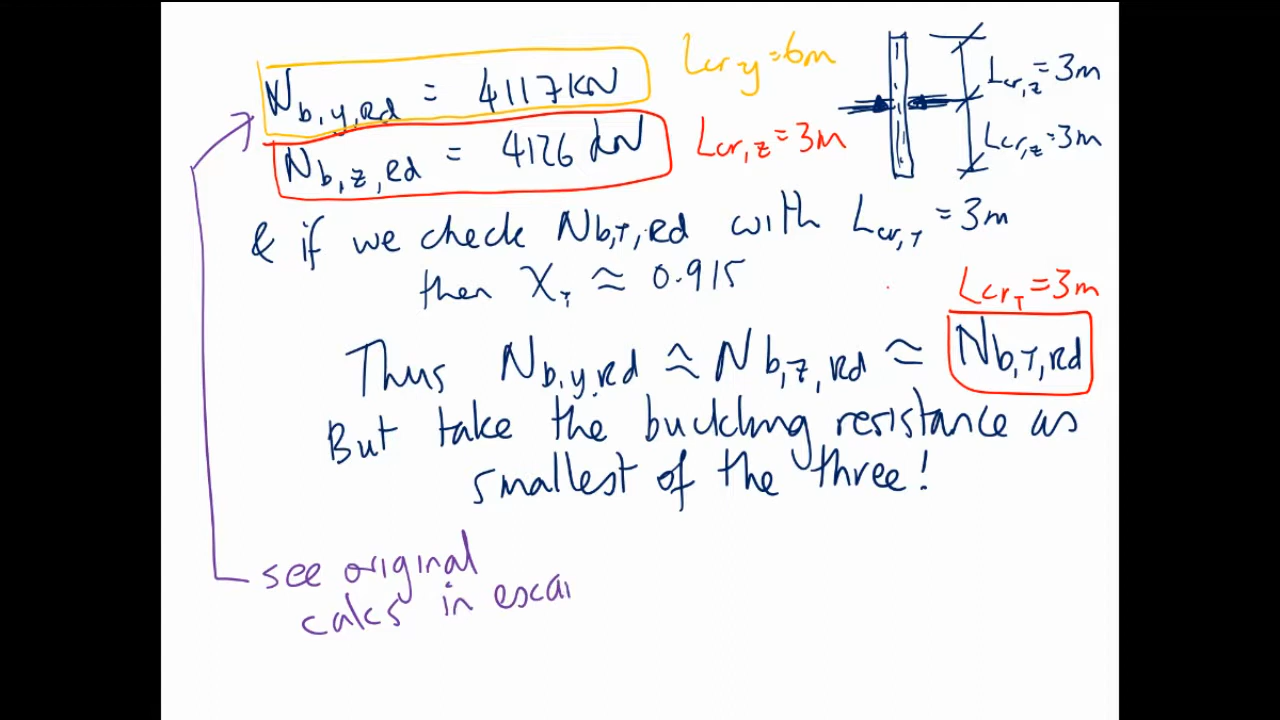 N b,y,Rd = 4117 kN
Lcr,y = 6m
Lcr,z = 3m
N b,z,Rd = 4126 kN
Lcr,z = 3m
Lcr,z = 3m
& if we check Nb,T,Rd with Lcr,T = 3m
then χT ≈ 0.915
LcrT = 3m
Thus Nb,y,Rd ≈ Nb,z,Rd ≈ Nb,T,Rd
But take the buckling resistance as
smallest of the three!
see original
calcs in